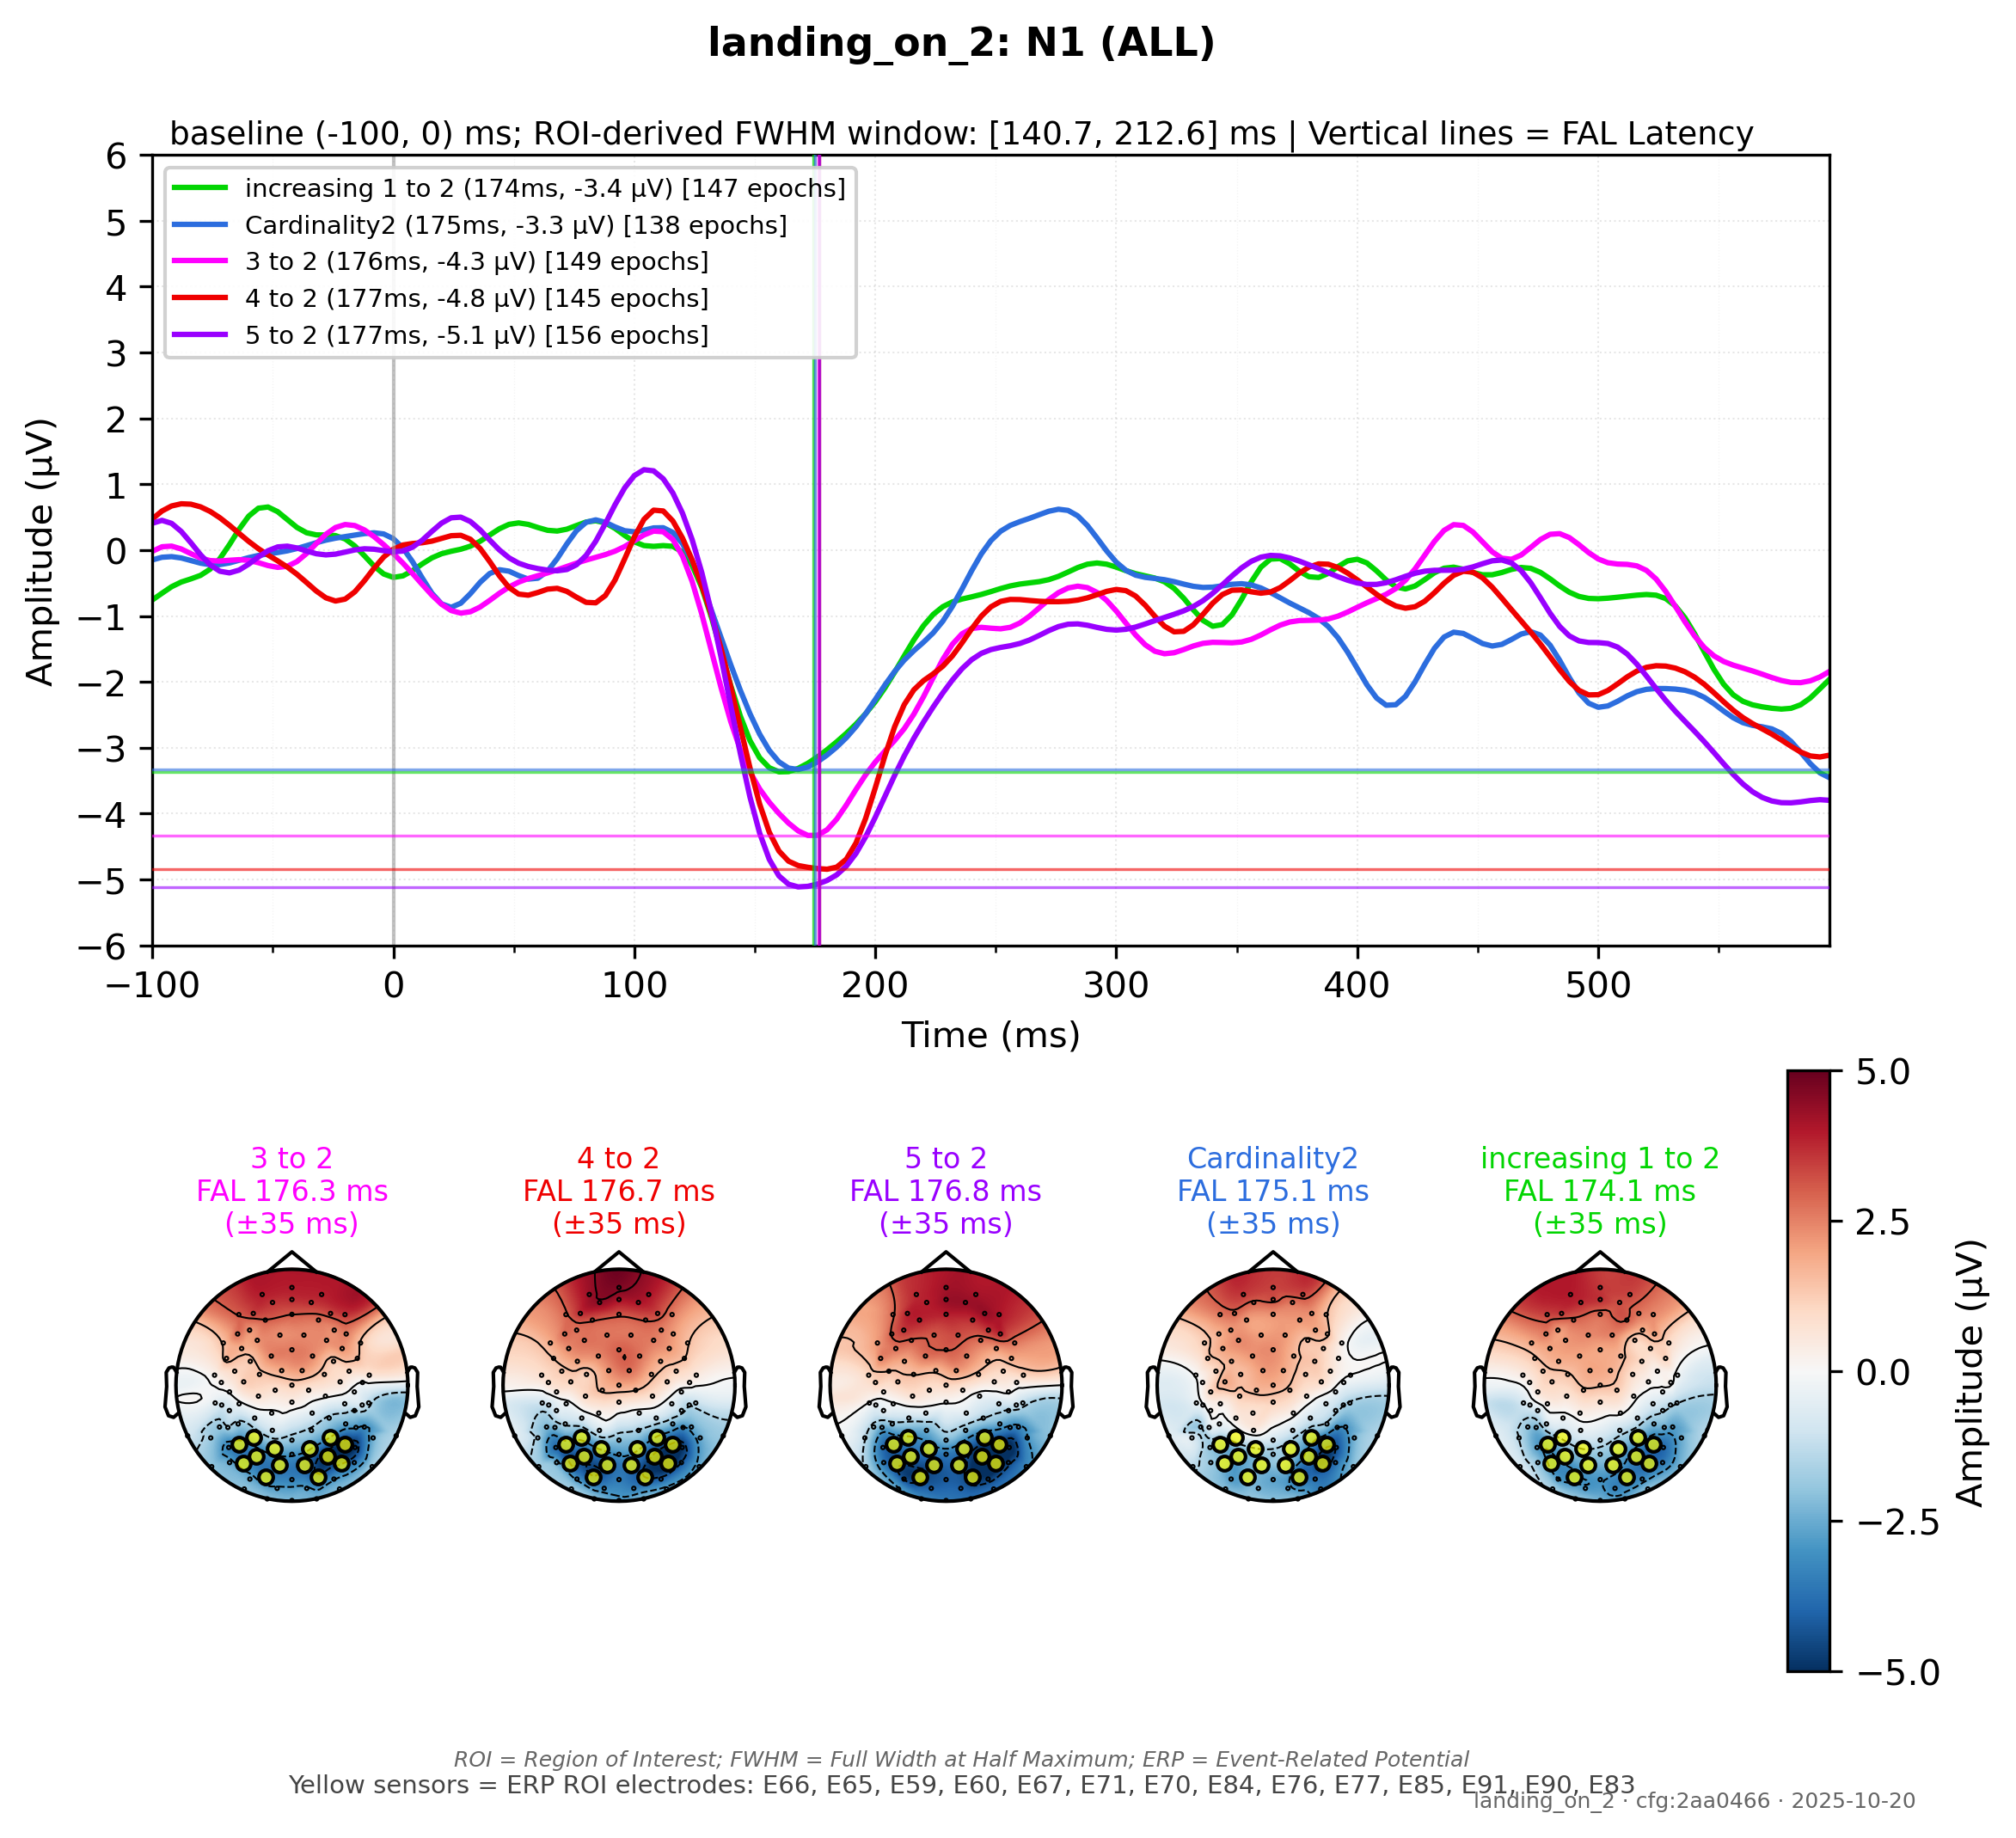 landing_on_2: N1 (ALL)
baseline (-100, 0) ms; ROI-derived FWHM window: [140.7, 212.6] ms | Vertical lines = FAL Latency
increasing 1 to 2 (174ms, -3.4 µV) [147 epochs]
Cardinality2 (175ms, -3.3 µV) [138 epochs]
3 to 2 (176ms, -4.3 µV) [149 epochs]
4 to 2 (177ms, -4.8 µV) [145 epochs]
5 to 2 (177ms, -5.1 µV) [156 epochs]
Amplitude (µV)
6
5
4
3
2
1
0
−1
−2
−3
−4
−5
−6
−100 0 100 200 300 400 500
Time (ms)
3 to 2
FAL 176.3 ms
(±35 ms)
4 to 2
FAL 176.7 ms
(±35 ms)
5 to 2
FAL 176.8 ms
(±35 ms)
Cardinality2
FAL 175.1 ms
(±35 ms)
increasing 1 to 2
FAL 174.1 ms
(±35 ms)
5.0
2.5
0.0
−2.5
−5.0
Amplitude (µV)
ROI = Region of Interest; FWHM = Full Width at Half Maximum; ERP = Event-Related Potential
Yellow sensors = ERP ROI electrodes: E66, E65, E59, E60, E67, E71, E70, E84, E76, E77, E85, E91, E90, E83
landing_on_2 · cfg:2aa0466 · 2025-10-20